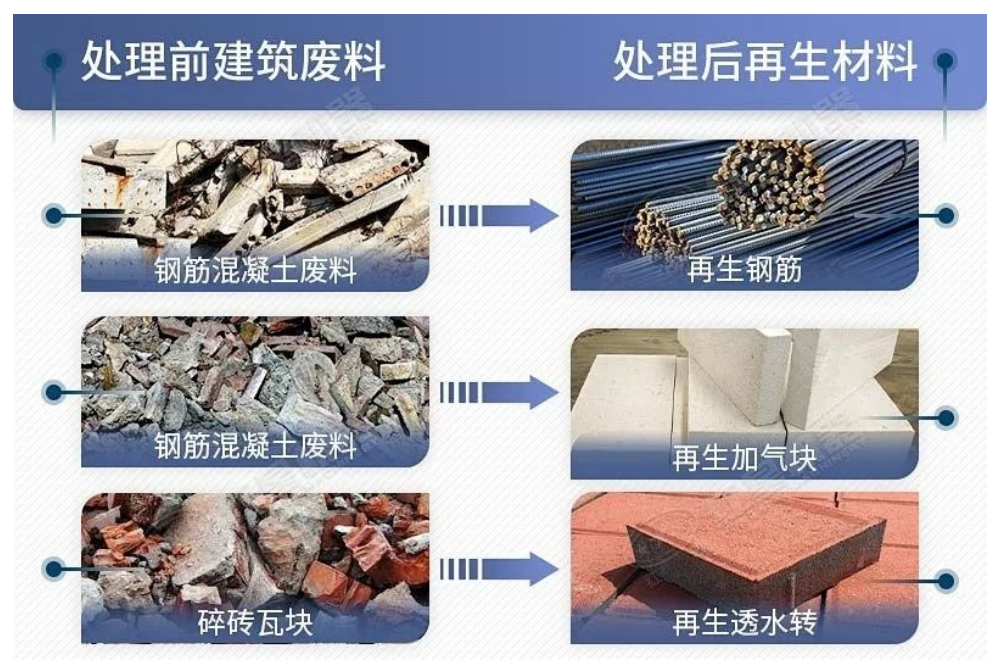 处理前建筑废料
处理后再生材料
钢筋混凝土废料
再生钢筋
钢筋混凝土废料
再生加气块
碎砖瓦块
再生透水转